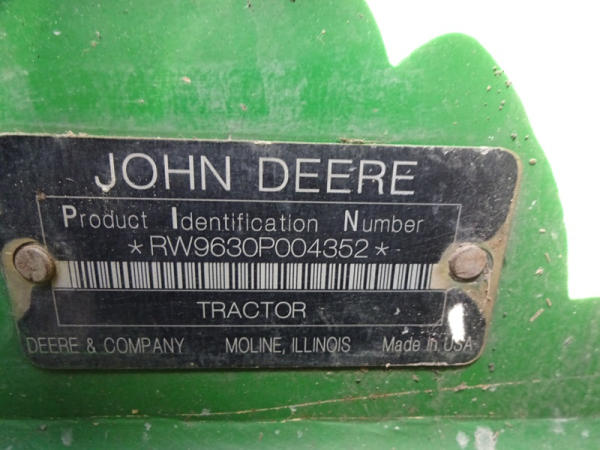 JOHN DEERE
Product Identification Number
*RW9630P004352*
TRACTOR
DEERE & COMPANY MOLINE, ILLINOIS Made in USA